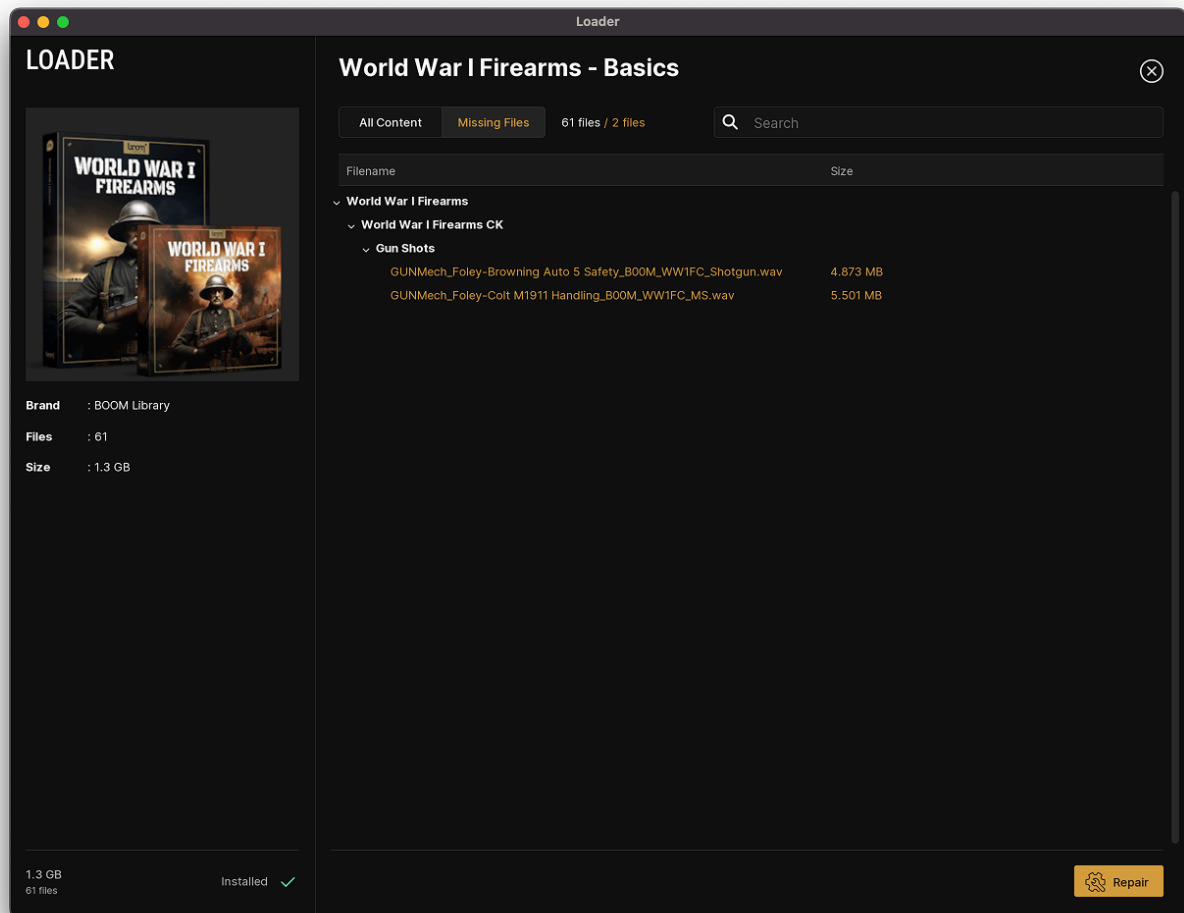 Loader
LOADER
World War I Firearms - Basics
All Content
Missing Files
61 files / 2 files
Search
Filename
Size
World War I Firearms
World War I Firearms CK
Gun Shots
GUNMech_Foley-Browning Auto 5 Safety_B00M_WW1FC_Shotgun.wav
4.873 MB
GUNMech_Foley-Colt M1911 Handling_B00M_WW1FC_MS.wav
5.501 MB
boom
WORLD WAR I
FIREARMS
WORLD WAR I
FIREARMS
Brand : BOOM Library
Files : 61
Size : 1.3 GB
1.3 GB
61 files
Installed
Repair